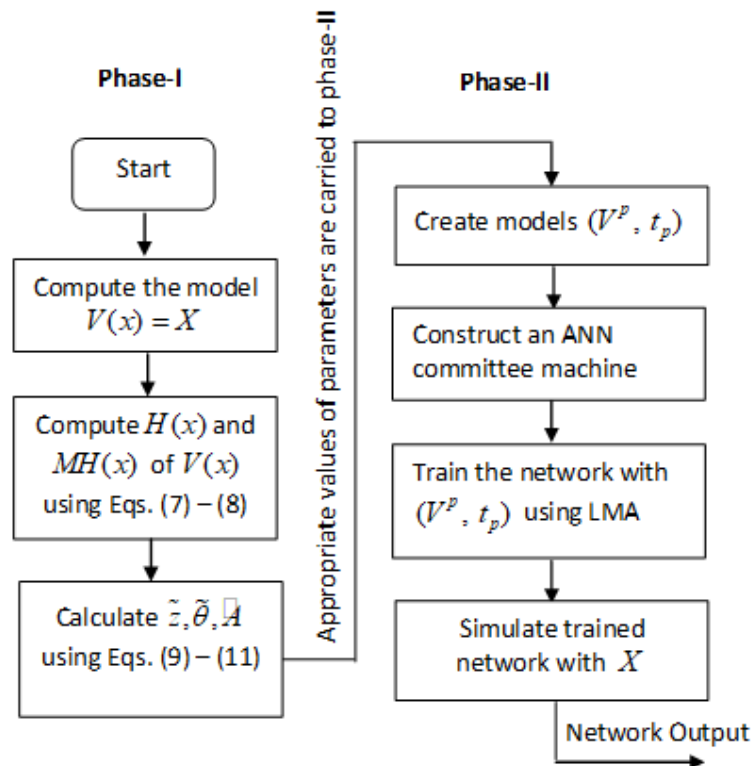 Phase-I
Start
Compute the model
V(x) = X
Compute H(x) and
MH(x) of V(x)
using Eqs. (7) – (8)
Calculate z̃, θ̃, A
using Eqs. (9) – (11)
Appropriate values of parameters are carried to phase-II
Phase-II
Create models (V^p, t_p)
Construct an ANN
committee machine
Train the network with
(V^p, t_p) using LMA
Simulate trained
network with X
Network Output